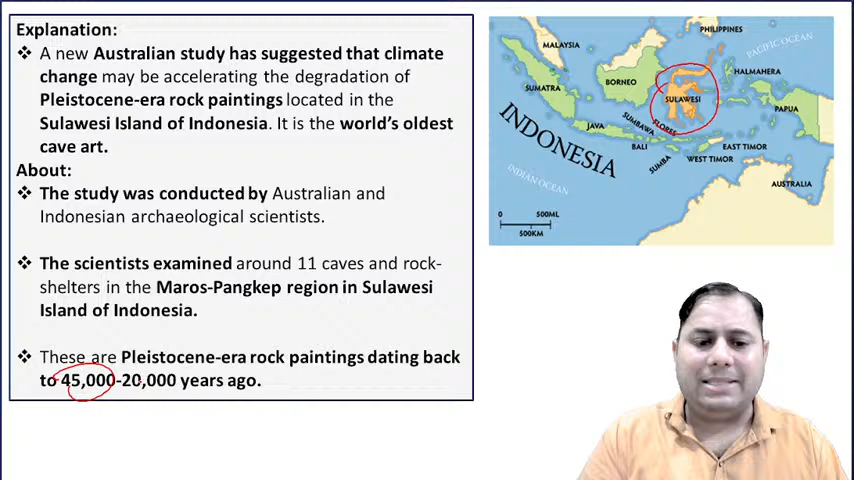 Explanation:
❖ A new Australian study has suggested that climate
change may be accelerating the degradation of
Pleistocene-era rock paintings located in the
Sulawesi Island of Indonesia. It is the world's oldest
cave art.
About:
❖ The study was conducted by Australian and
Indonesian archaeological scientists.
❖ The scientists examined around 11 caves and rock-
shelters in the Maros-Pangkep region in Sulawesi
Island of Indonesia.
❖ These are Pleistocene-era rock paintings dating back
to 45,000-20,000 years ago.
PHILIPPINES
PACIFIC OCEAN
MALAYSIA
HALMAHERA
BORNEO
SUMATRA
SULAWESI
PAPUA
INDONESIA
JAVA
SUMBAWA
FLORES
BALI
SUMBA
EAST TIMOR
WEST TIMOR
INDIAN OCEAN
AUSTRALIA
0 500ML
500KM